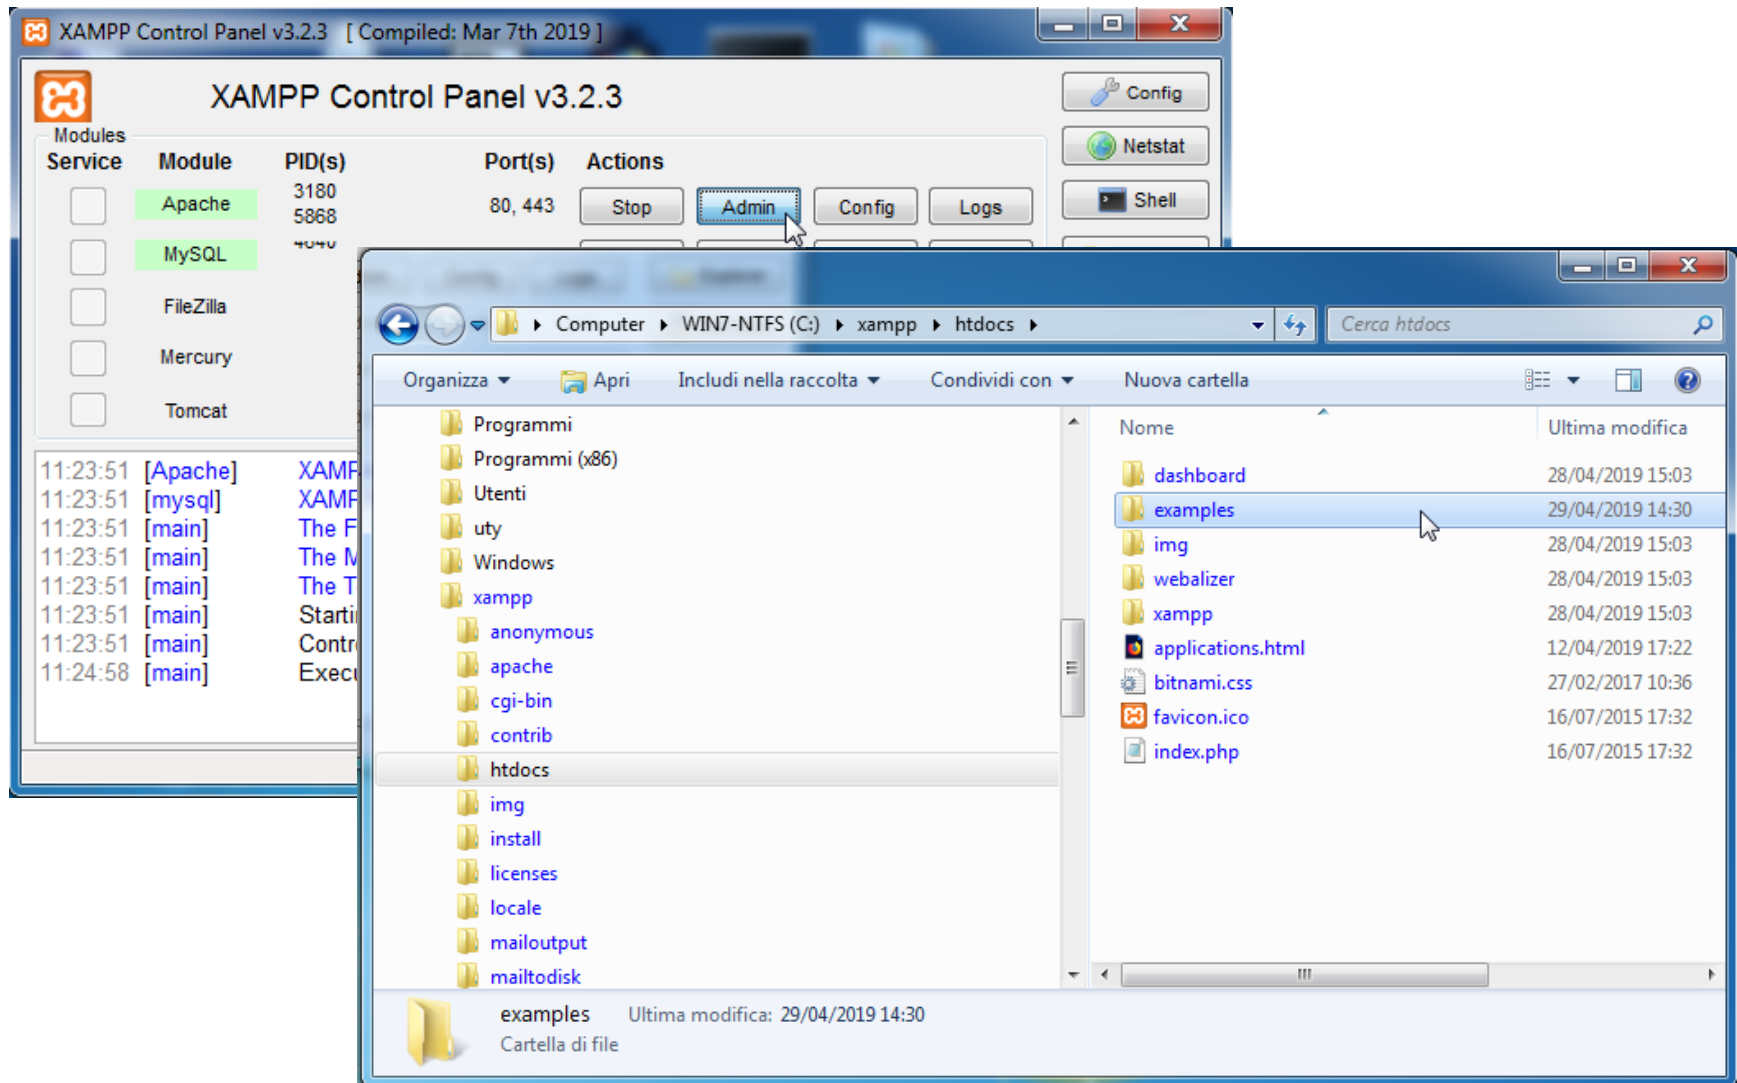 XAMPP Control Panel v3.2.3 [ Compiled: Mar 7th 2019 ]
XAMPP Control Panel v3.2.3
Config
Modules
Netstat
Service Module PID(s) Port(s) Actions
Apache 3180 5868 80, 443 Stop Admin Config Logs
Shell
MySQL
FileZilla
Mercury
Tomcat
11:23:51 [Apache] XAMP
11:23:51 [mysql] XAMP
11:23:51 [main] The F
11:23:51 [main] The M
11:23:51 [main] The T
11:23:51 [main] Starti
11:23:51 [main] Contr
11:24:58 [main] Exec
Computer WIN7-NTFS (C:) xampp htdocs
Cerca htdocs
Organizza Apri Includi nella raccolta Condividi con Nuova cartella
Programmi
Programmi (x86)
Utenti
uty
Windows
xampp
anonymous
apache
cgi-bin
contrib
htdocs
img
install
licenses
locale
mailoutput
mailtodisk
Nome Ultima modifica
dashboard 28/04/2019 15:03
examples 29/04/2019 14:30
img 28/04/2019 15:03
webalizer 28/04/2019 15:03
xampp 28/04/2019 15:03
applications.html 12/04/2019 17:22
bitnami.css 27/02/2017 10:36
favicon.ico 16/07/2015 17:32
index.php 16/07/2015 17:32
examples Ultima modifica: 29/04/2019 14:30
Cartella di file